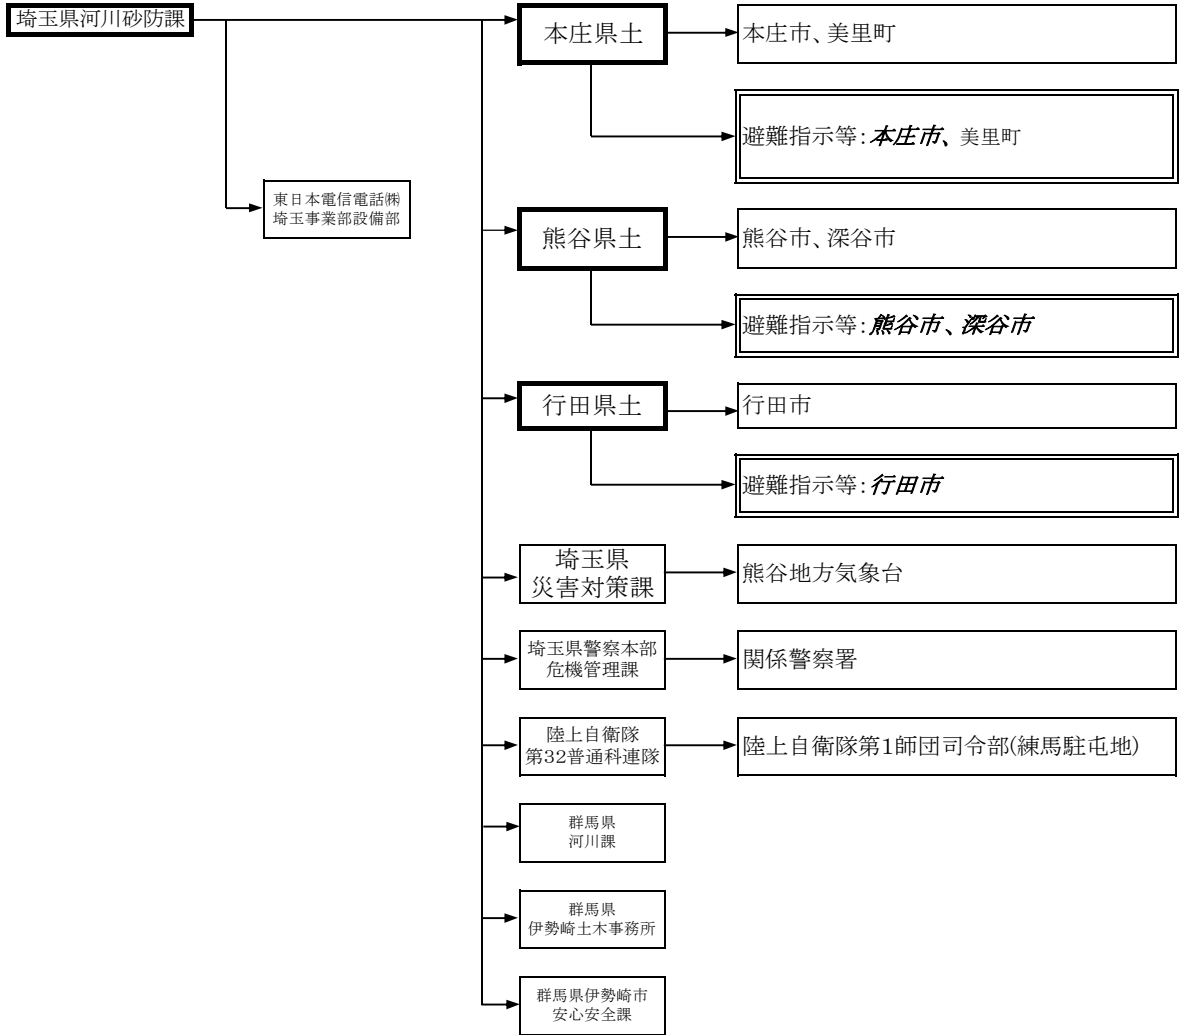 埼玉県河川砂防課
本庄県土
本庄市、美里町
避難指示等：本庄市、美里町
東日本電信電話㈱
埼玉事業部設備部
熊谷県土
熊谷市、深谷市
避難指示等：熊谷市、深谷市
行田県土
行田市
避難指示等：行田市
埼玉県
災害対策課
熊谷地方気象台
埼玉県警察本部
危機管理課
関係警察署
陸上自衛隊
第32普通科連隊
陸上自衛隊第1師団司令部(練馬駐屯地)
群馬県
河川課
群馬県
伊勢崎土木事務所
群馬県伊勢崎市
安心安全課